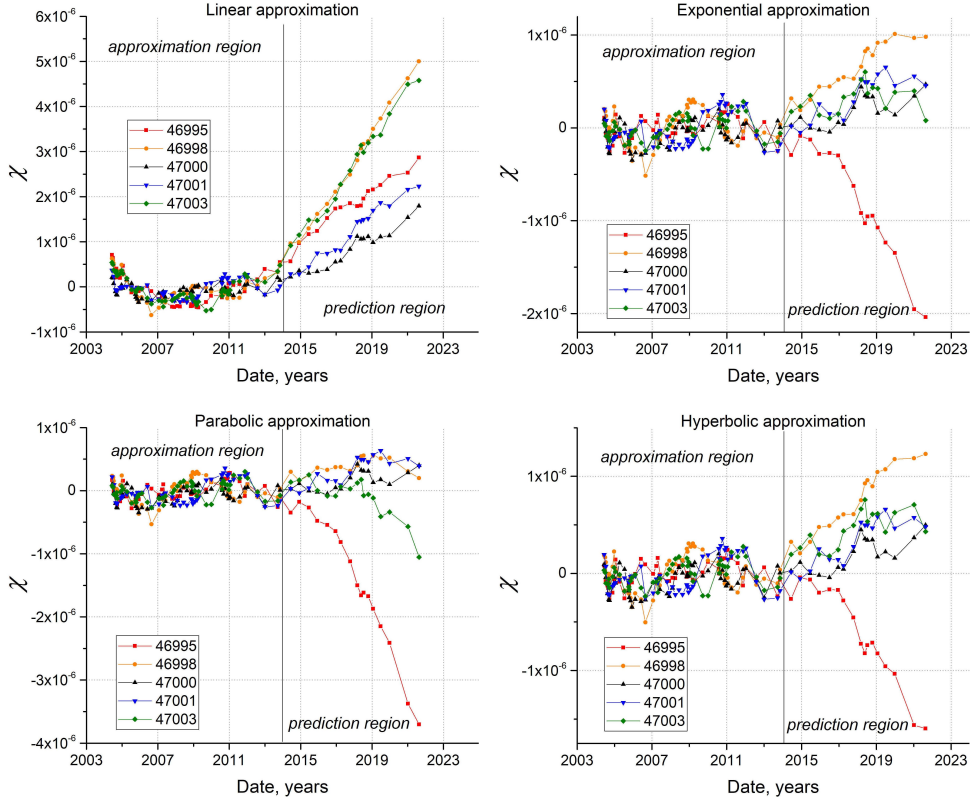 Linear approximation
6x10⁻⁶
5x10⁻⁶
4x10⁻⁶
3x10⁻⁶
2x10⁻⁶
1x10⁻⁶
0
-1x10⁻⁶
χ
approximation region
46995
46998
47000
47001
47003
prediction region
2003 2007 2011 2015 2019 2023
Date, years
Exponential approximation
1x10⁻⁶
0
-1x10⁻⁶
-2x10⁻⁶
χ
approximation region
46995
46998
47000
47001
47003
prediction region
2003 2007 2011 2015 2019 2023
Date, years
Parabolic approximation
1x10⁻⁶
0
-1x10⁻⁶
-2x10⁻⁶
-3x10⁻⁶
-4x10⁻⁶
χ
approximation region
46995
46998
47000
47001
47003
prediction region
2003 2007 2011 2015 2019 2023
Date, years
Hyperbolic approximation
1x10⁻⁶
0
-1x10⁻⁶
χ
approximation region
46995
46998
47000
47001
47003
prediction region
2003 2007 2011 2015 2019 2023
Date, years